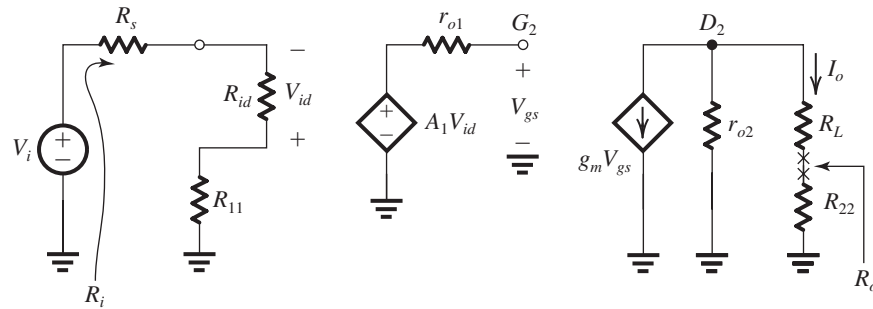 R_s
−
R_id
V_id
+
V_i
+
−
R_11
R_i
r_o1
G_2
+
V_gs
−
+
−
A_1V_id
D_2
I_o
g_mV_gs
r_o2
R_L
R_22